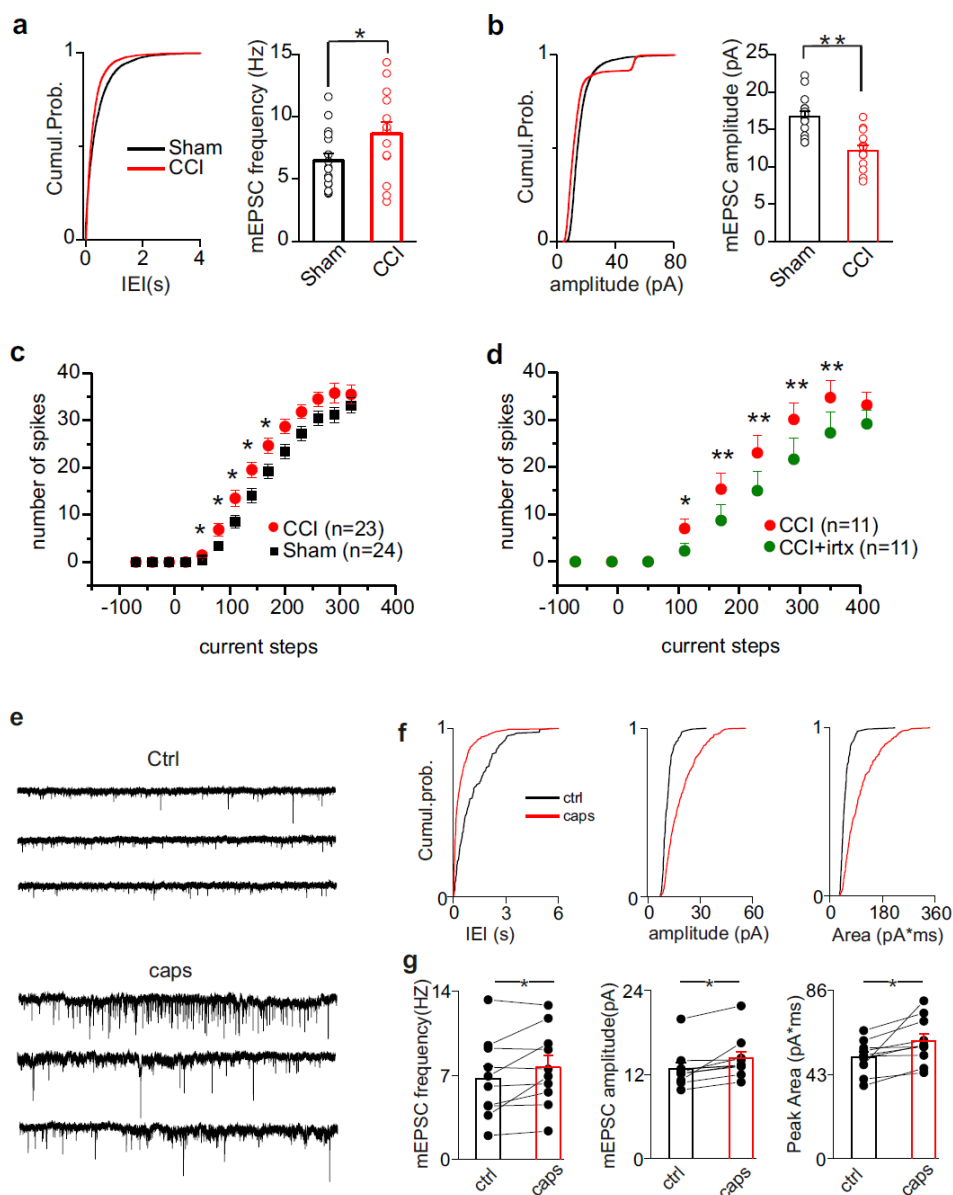 a
1
Cumul.Prob.
0
Sham
CCI
0 2 4
IEI(s)
mEPSC frequency (Hz)
15
10
5
0
*
Sham
CCI
b
1
Cumul.Prob.
0
0 40 80
amplitude (pA)
mEPSC amplitude (pA)
25
20
15
10
5
0
**
Sham
CCI
c
number of spikes
40
30
20
10
0
* * * * *
CCI (n=23)
Sham (n=24)
-100 0 100 200 300 400
current steps
d
number of spikes
40
30
20
10
0
* ** ** ** **
CCI (n=11)
CCI+irtx (n=11)
-100 0 100 200 300 400
current steps
e
Ctrl
caps
f
1
Cumul.prob.
0
ctrl
caps
0 3 6
IEI (s)
1
0
0 30 60
amplitude (pA)
1
0
0 180 360
Area (pA*ms)
g
mEPSC frequency(HZ)
14
7
0
*
ctrl
caps
mEPSC amplitude(pA)
24
12
0
*
ctrl
caps
Peak Area (pA*ms)
86
43
0
*
ctrl
caps